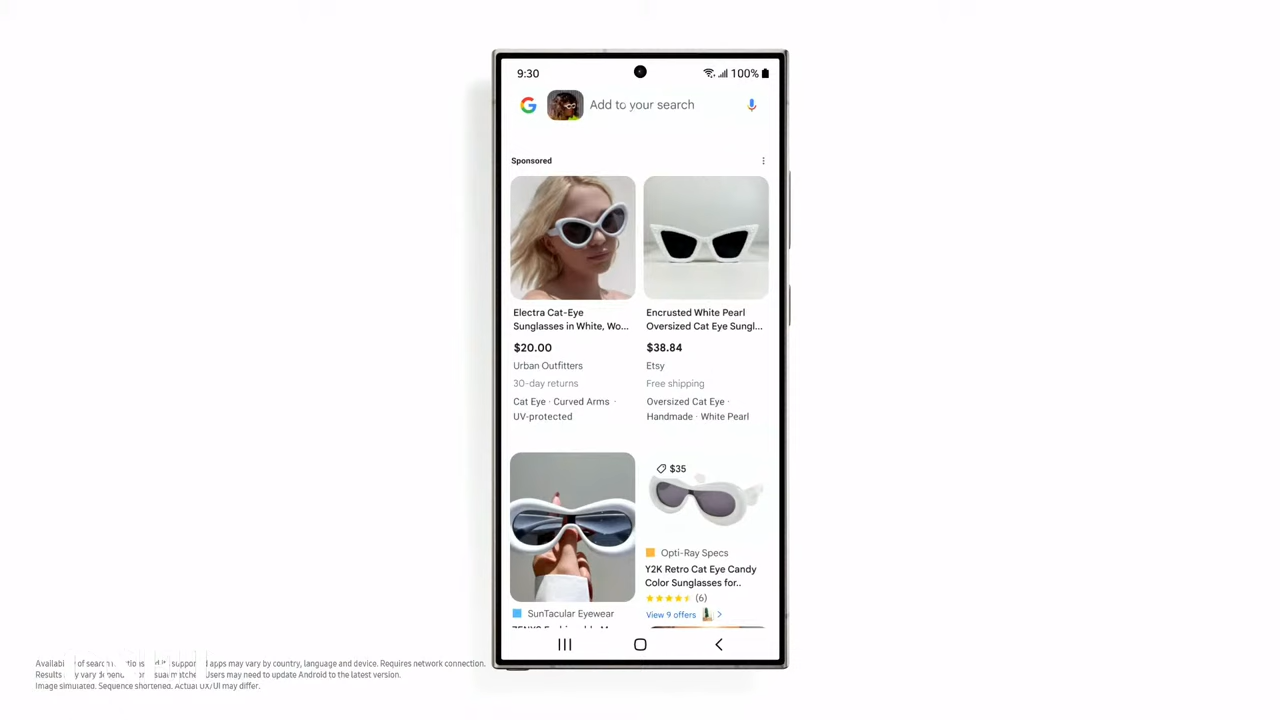 9:30
100%
Add to your search
Sponsored
Electra Cat-Eye
Sunglasses in White, Wo...
$20.00
Urban Outfitters
30-day returns
Cat Eye · Curved Arms ·
UV-protected
Encrusted White Pearl
Oversized Cat Eye Sungl...
$38.84
Etsy
Free shipping
Oversized Cat Eye ·
Handmade · White Pearl
$35
Opti-Ray Specs
Y2K Retro Cat Eye Candy
Color Sunglasses for..
(6)
View 9 offers
SunTacular Eyewear
of search apps may vary by country, language and device. Requires network connection.
Results vary Users may need to update Android to the latest version.
Image simulated. Sequence shortened. Actual UX/UI may differ.